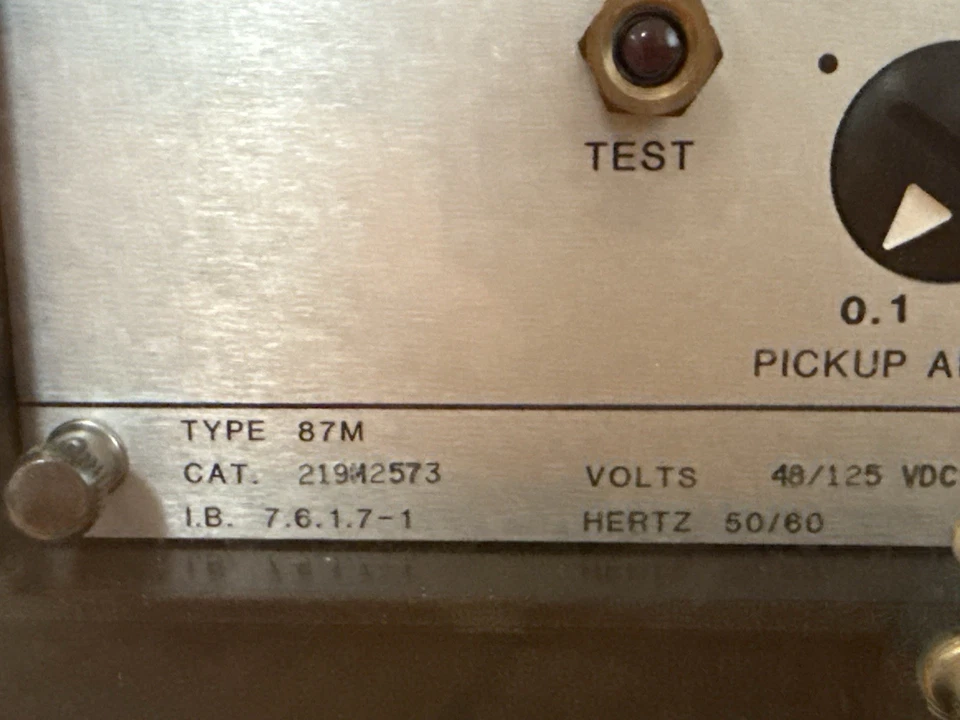 TEST
0.1
PICKUP
TYPE 87M
CAT. 219M2573
VOLTS 48/125 VDC
I.B. 7.6.1.7-1
HERTZ 50/60